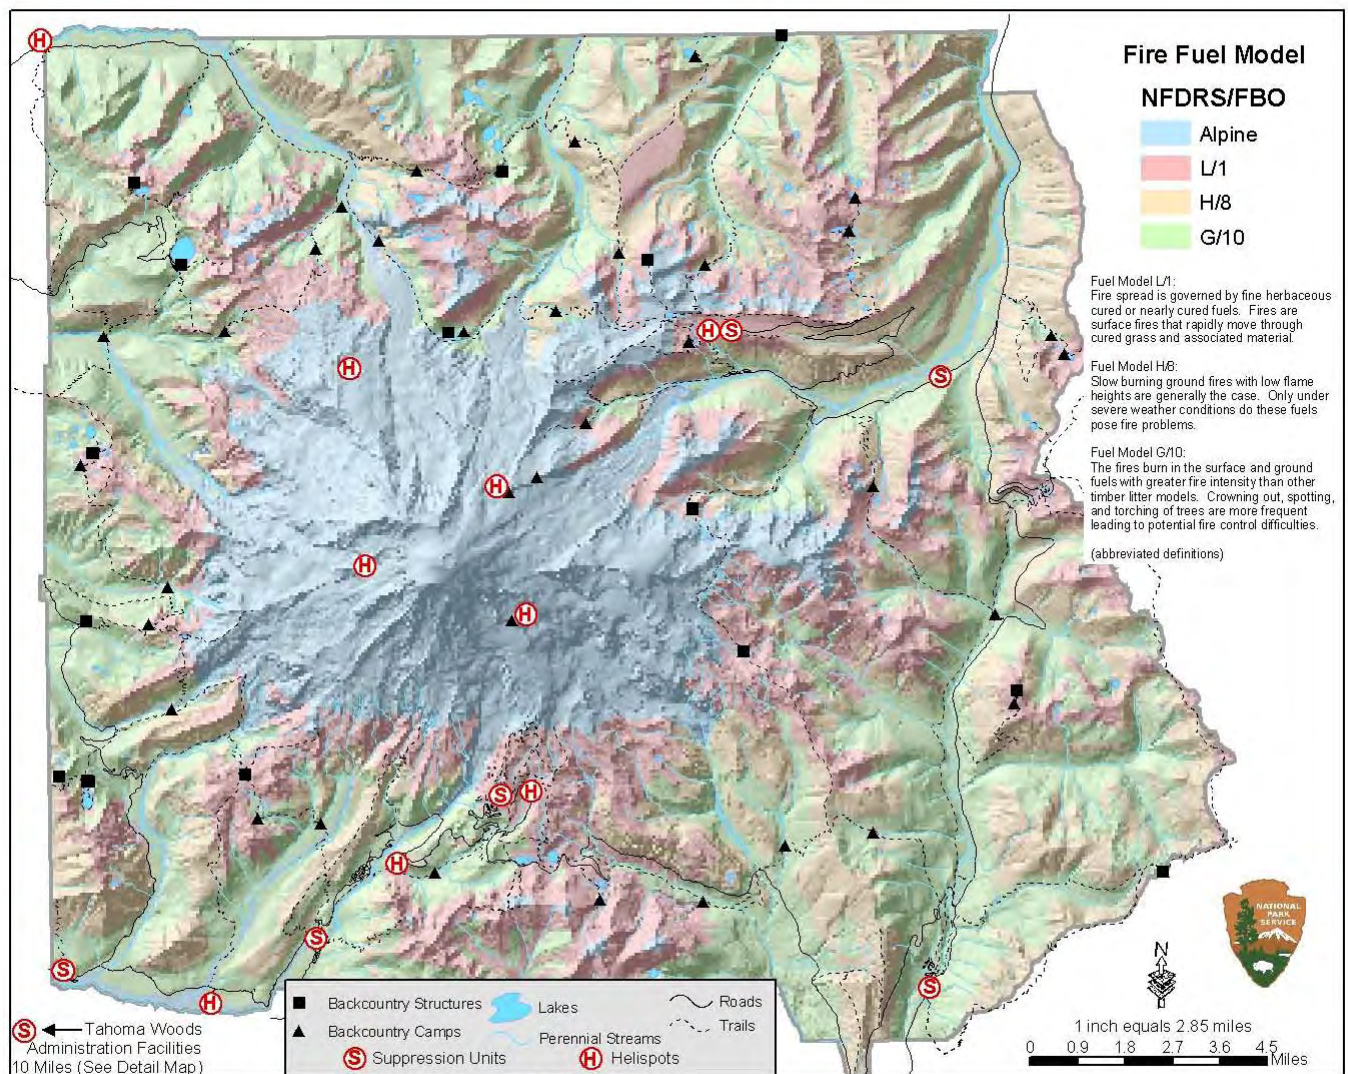 Fire Fuel Model
NFDRS/FBO
Alpine
L/1
H/8
G/10
Fuel Model L/1:
Fire spread is governed by fine herbaceous
cured or nearly cured fuels. Fires are
surface fires that rapidly move through
cured grass and associated material.
Fuel Model H/8:
Slow burning ground fires with low flame
heights are generally the case. Only under
severe weather conditions do these fuels
pose fire problems.
Fuel Model G/10:
The fires burn in the surface and ground
fuels with greater fire intensity than other
timber litter models. Crowning out, spotting,
and torching of trees are more frequent
leading to potential fire control difficulties.
(abbreviated definitions)
H
H S
H
S
H
H
H
S H
H
S
S
H
S
NATIONAL
PARK
SERVICE
N
1 inch equals 2.85 miles
0 0.9 1.8 2.7 3.6 4.5
Miles
S Tahoma Woods
Administration Facilities
10 Miles (See Detail Map)
Backcountry Structures
Backcountry Camps
S Suppression Units
Lakes
Perennial Streams
H Helispots
Roads
Trails